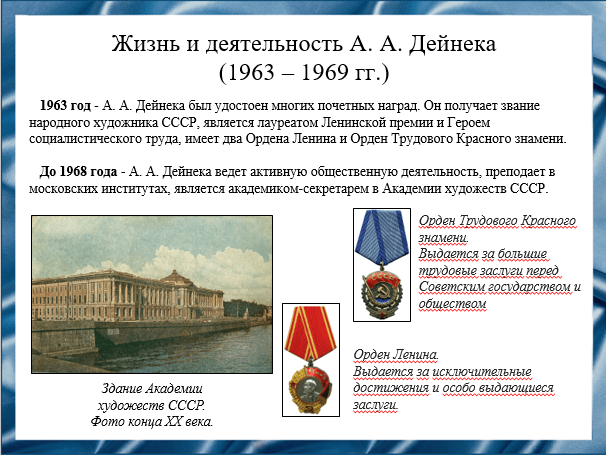 Жизнь и деятельность А. А. Дейнека
(1963 – 1969 гг.)
1963 год - А. А. Дейнека был удостоен многих почетных наград. Он получает звание
народного художника СССР, является лауреатом Ленинской премии и Героем
социалистического труда, имеет два Ордена Ленина и Орден Трудового Красного знамени.
До 1968 года - А. А. Дейнека ведет активную общественную деятельность, преподает в
московских институтах, является академиком-секретарем в Академии художеств СССР.
Орден Трудового Красного
знамени.
Выдается за большие
трудовые заслуги перед
Советским государством и
обществом
Орден Ленина.
Выдается за исключительные
достижения и особо выдающиеся
заслуги.
Здание Академии
художеств СССР.
Фото конца XX века.